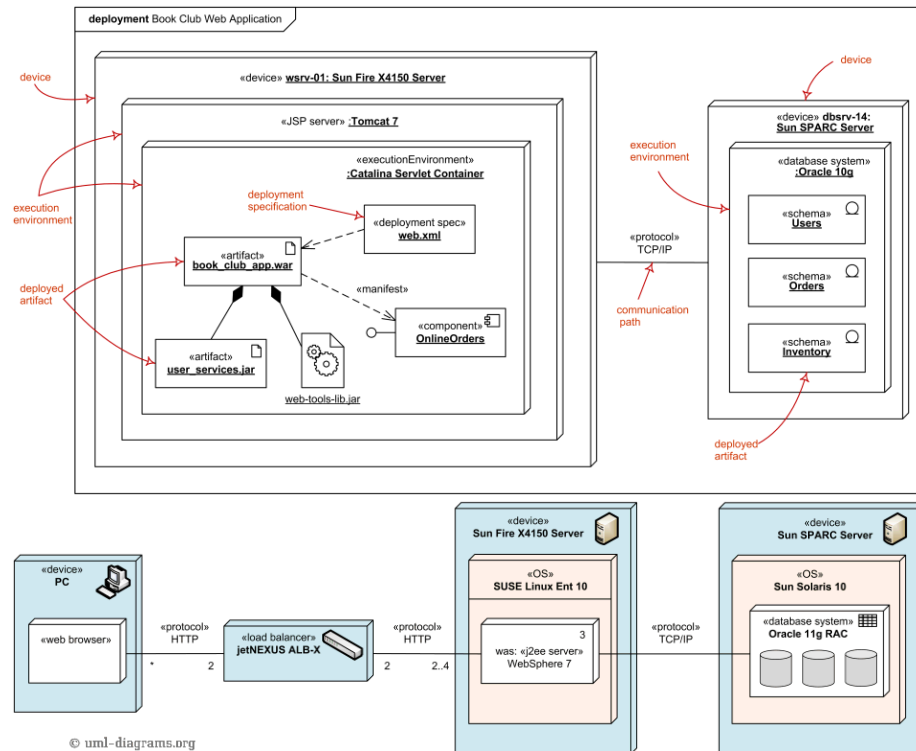 deployment Book Club Web Application
device
«device» wsrv-01: Sun Fire X4150 Server
«JSP server» :Tomcat 7
«executionEnvironment»
:Catalina Servlet Container
execution
environment
deployment
specification
«deployment spec»
web.xml
«artifact»
book_club_app.war
«manifest»
deployed
artifact
«component»
OnlineOrders
«artifact»
user_services.jar
web-tools-lib.jar
«protocol»
TCP/IP
communication
path
device
«device» dbsrv-14:
Sun SPARC Server
execution
environment
«database system»
:Oracle 10g
«schema»
Users
«schema»
Orders
«schema»
Inventory
deployed
artifact
«device»
PC
«web browser»
«protocol»
HTTP
*
2
«load balancer»
jetNEXUS ALB-X
«protocol»
HTTP
2
2..4
«device»
Sun Fire X4150 Server
«OS»
SUSE Linux Ent 10
3
was: «j2ee server»
WebSphere 7
«protocol»
TCP/IP
«device»
Sun SPARC Server
«OS»
Sun Solaris 10
«database system»
Oracle 11g RAC
© uml-diagrams.org